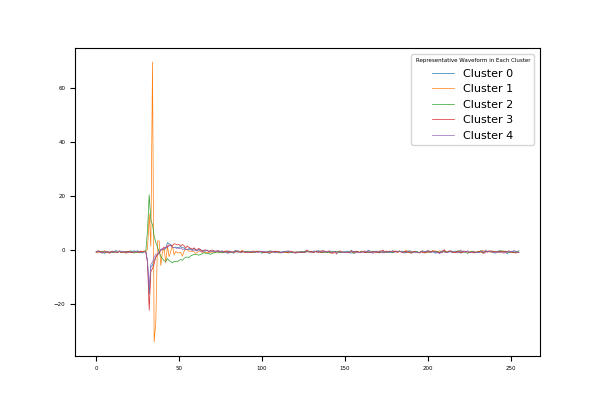 Representative Waveform in Each Cluster
Cluster 0
Cluster 1
Cluster 2
Cluster 3
Cluster 4
60
40
20
0
−20
0 50 100 150 200 250